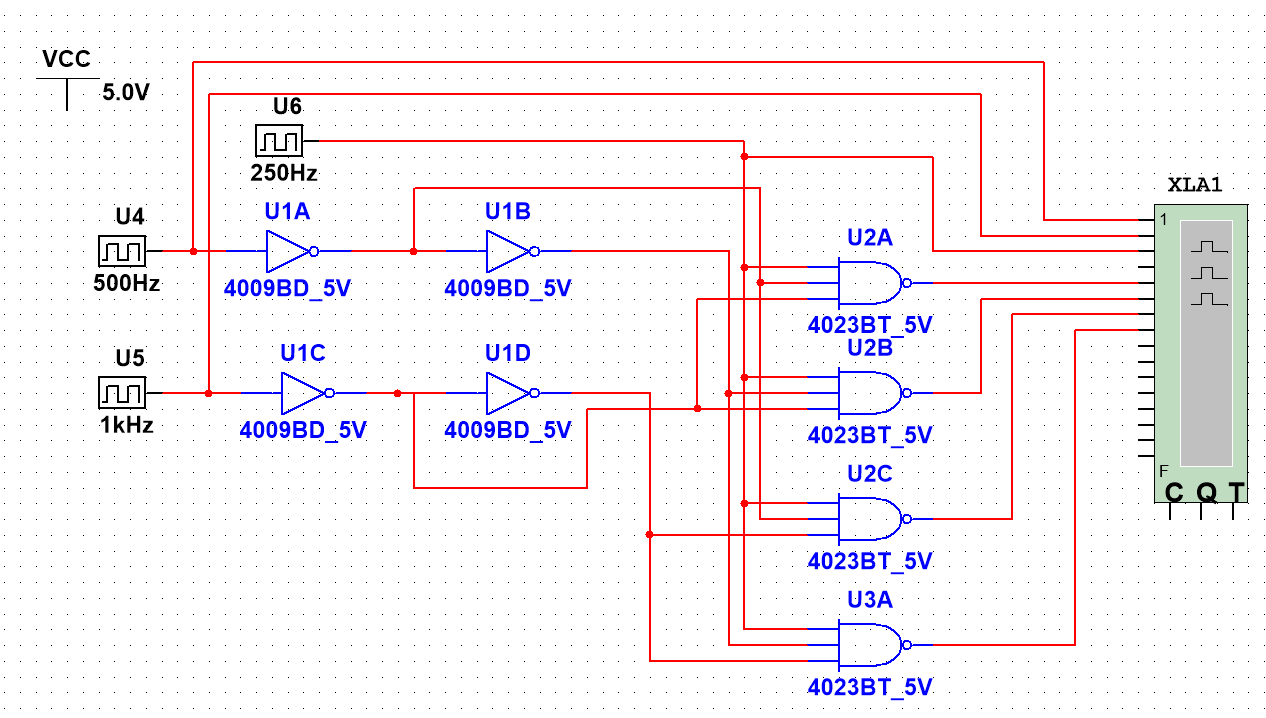 VCC
5.0V
U6
250Hz
XLA1
U4
500Hz
U1A
4009BD_5V
U1B
4009BD_5V
1
U2A
4023BT_5V
U5
1kHz
U1C
4009BD_5V
U1D
4009BD_5V
U2B
4023BT_5V
F
C Q T
U2C
4023BT_5V
U3A
4023BT_5V